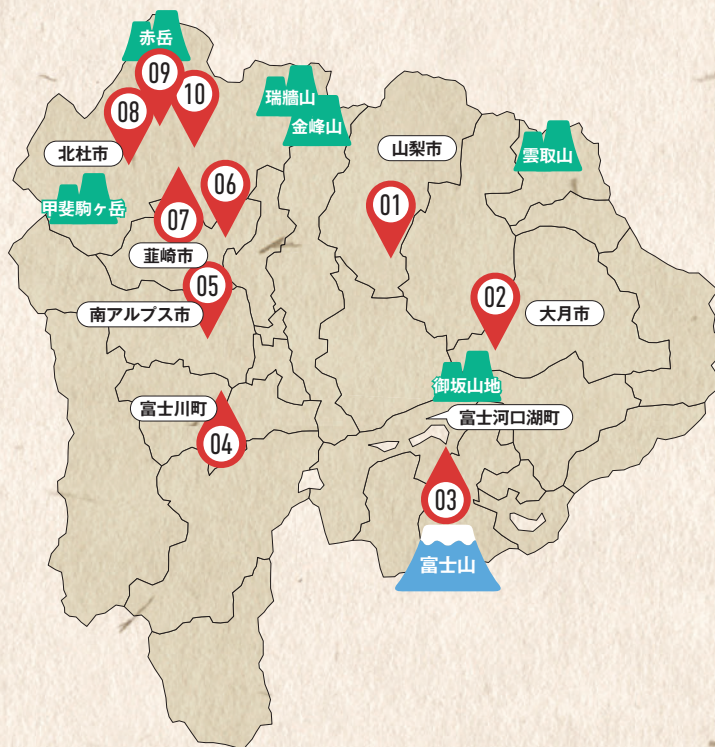 赤岳
09
10
08
瑞牆山
金峰山
北杜市
山梨市
雲取山
甲斐駒ヶ岳
06
01
07
韮崎市
05
南アルプス市
02
大月市
御坂山地
富士川町
富士河口湖町
04
03
富士山